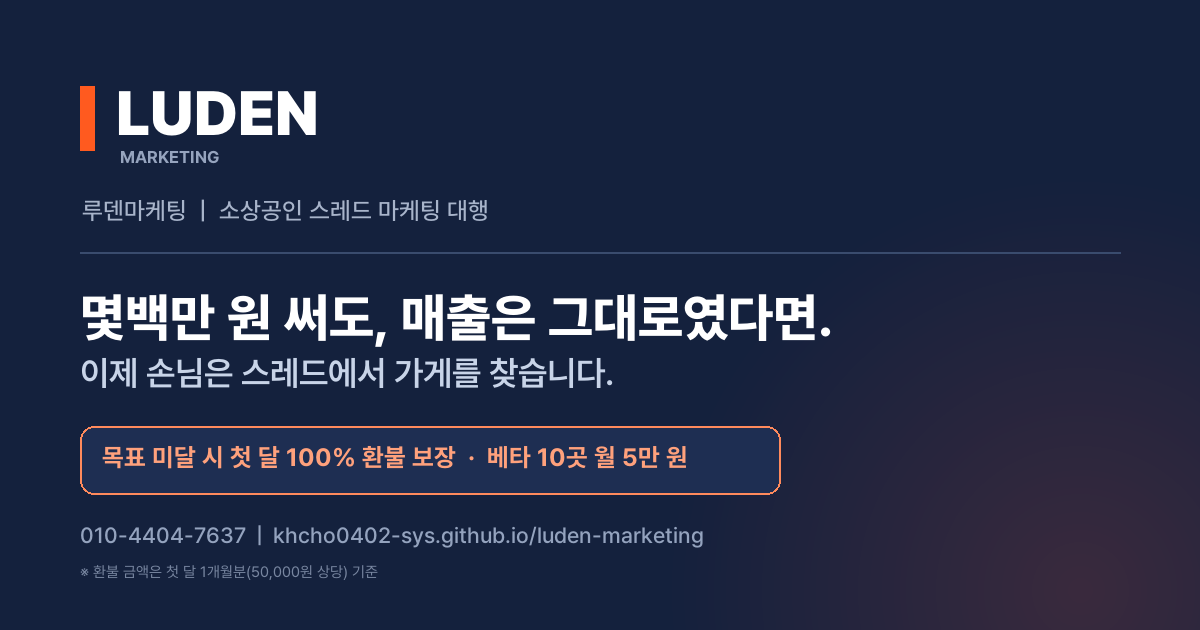 LUDEN
MARKETING
루덴마케팅 | 소상공인 스레드 마케팅 대행
몇백만 원 써도, 매출은 그대로였다면.
이제 손님은 스레드에서 가게를 찾습니다.
목표 미달 시 첫 달 100% 환불 보장 · 베타 10곳 월 5만 원
010-4404-7637 | khcho0402-sys.github.io/luden-marketing
※ 환불 금액은 첫 달 1개월분(50,000원 상당) 기준